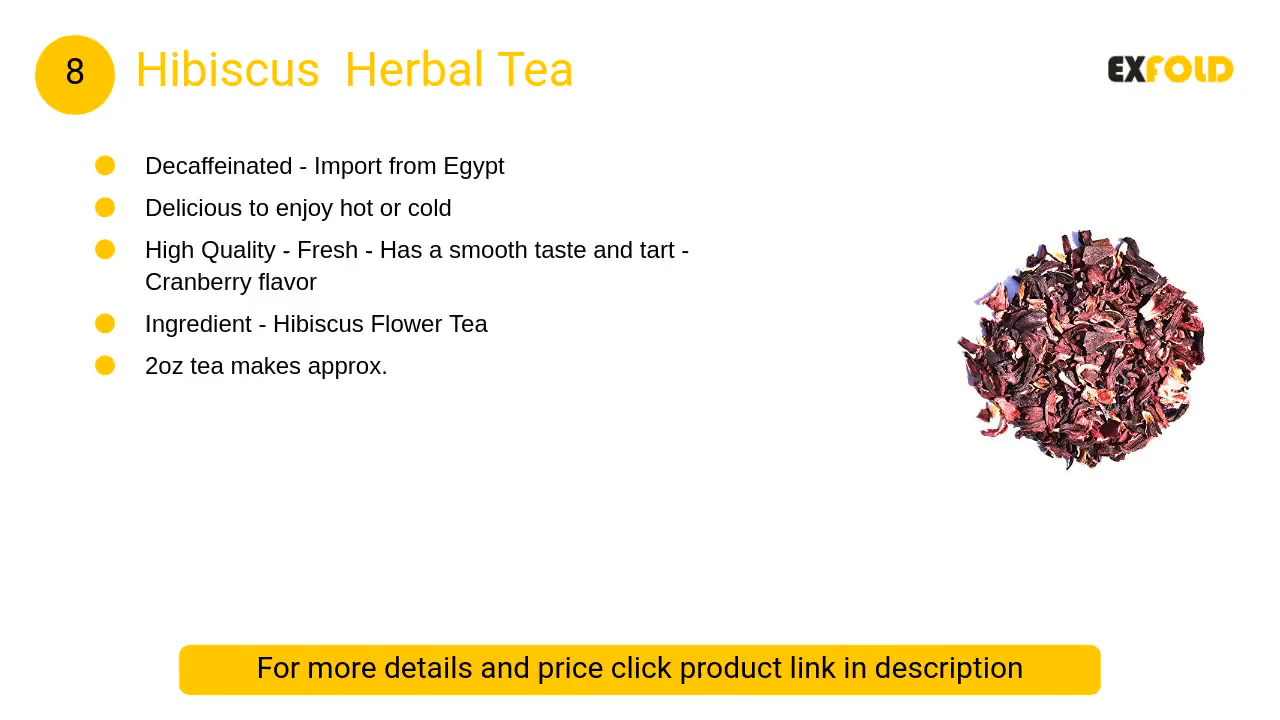 8
Hibiscus  Herbal Tea
EXFOLD
Decaffeinated - Import from Egypt
Delicious to enjoy hot or cold
High Quality - Fresh - Has a smooth taste and tart -
Cranberry flavor
Ingredient - Hibiscus Flower Tea
2oz tea makes approx.
For more details and price click product link in description